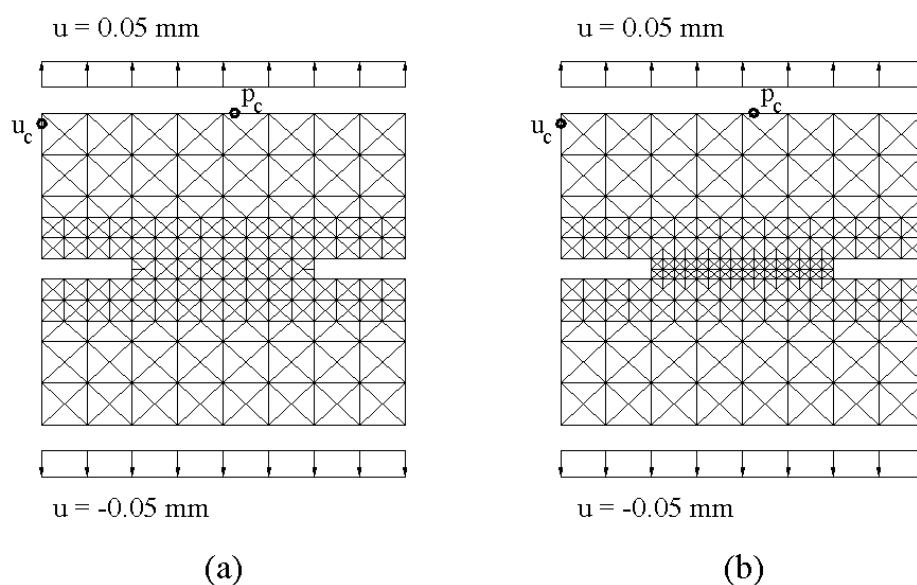 u = 0.05 mm
u = 0.05 mm
p_c
p_c
u_c
u_c
u = -0.05 mm
u = -0.05 mm
(a)
(b)